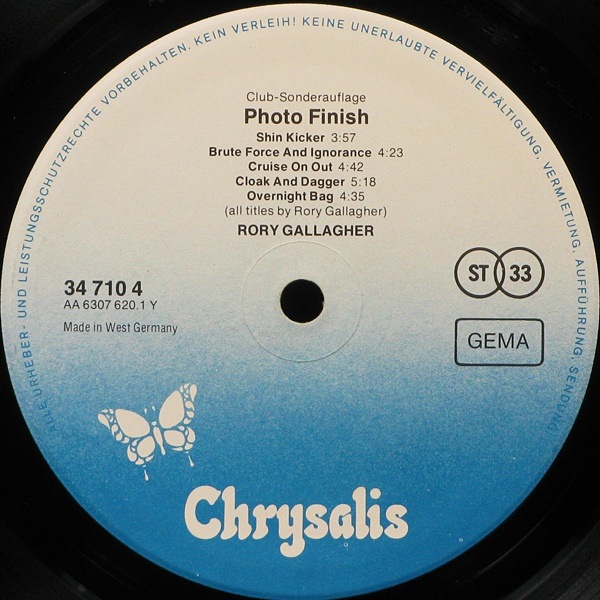 ALLE URHEBER- UND LEISTUNGSSCHUTZRECHTE VORBEHALTEN. KEIN VERLEIH! KEINE UNERLAUBTE VERVIELFÄLTIGUNG, VERMIETUNG, AUFFÜHRUNG, SENDUNG
Club-Sonderauflage
Photo Finish
Shin Kicker 3:57
Brute Force And Ignorance 4:23
Cruise On Out 4:42
Cloak And Dagger 5:18
Overnight Bag 4:35
(all titles by Rory Gallagher)
RORY GALLAGHER
34 710 4
AA 6307 620.1 Y
Made in West Germany
ST 33
GEMA
Chrysalis